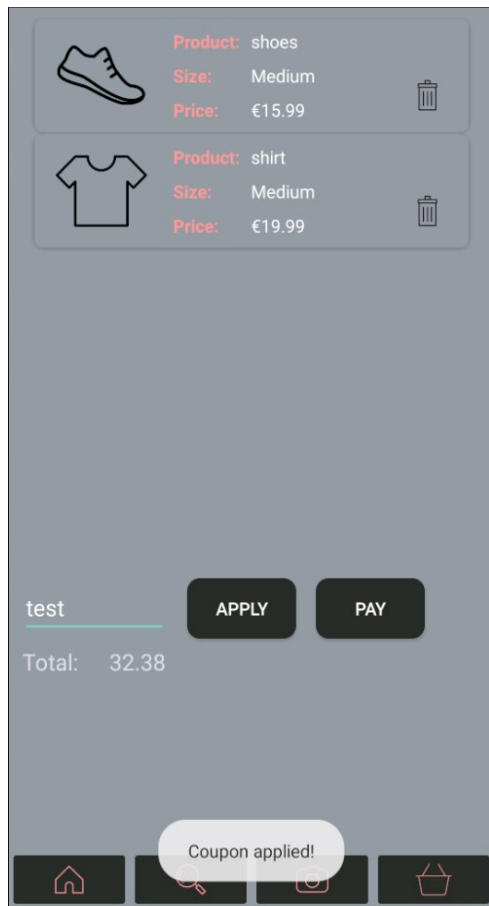 Product: shoes
Size: Medium
Price: €15.99
Product: shirt
Size: Medium
Price: €19.99
test APPLY PAY
Total: 32.38
Coupon applied!